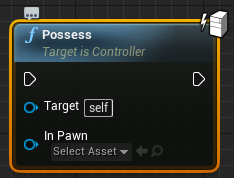 f Possess
Target is Controller
Target self
In Pawn
Select Asset